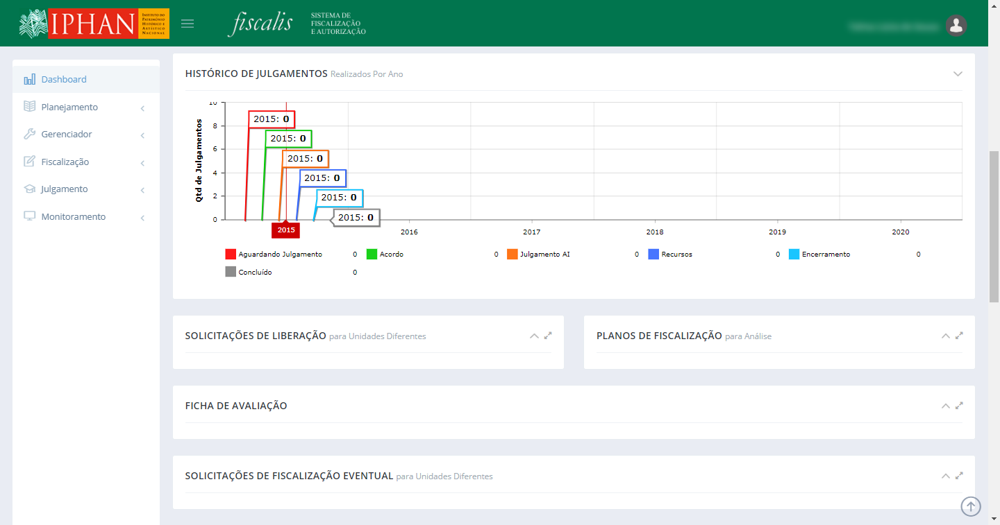 IPHAN
INSTITUTO DO
PATRIMÔNIO
HISTÓRICO E
ARTÍSTICO
NACIONAL
fiscalis
SISTEMA DE
FISCALIZAÇÃO
E AUTORIZAÇÃO
Dashboard
Planejamento
Gerenciador
Fiscalização
Julgamento
Monitoramento
HISTÓRICO DE JULGAMENTOS Realizados Por Ano
Qtd de Julgamentos
10
8
6
4
2
0
2015: 0
2015: 0
2015: 0
2015: 0
2015: 0
2015: 0
2015 2016 2017 2018 2019 2020
Aguardando Julgamento 0 Acordo 0 Julgamento AI 0 Recursos 0 Encerramento 0
Concluído 0
SOLICITAÇÕES DE LIBERAÇÃO para Unidades Diferentes
PLANOS DE FISCALIZAÇÃO para Análise
FICHA DE AVALIAÇÃO
SOLICITAÇÕES DE FISCALIZAÇÃO EVENTUAL para Unidades Diferentes